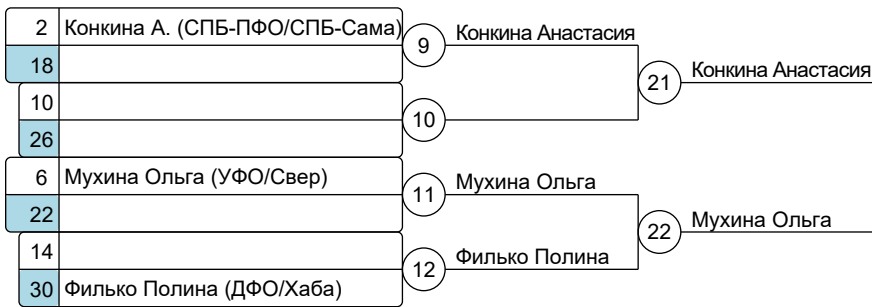 2 Конкина А. (СПБ-ПФО/СПБ-Сама) 9 Конкина Анастасия
18
21 Конкина Анастасия
10
10
26
6 Мухина Ольга (УФО/Свер) 11 Мухина Ольга
22
22 Мухина Ольга
14
12 Филько Полина
30 Филько Полина (ДФО/Хаба)